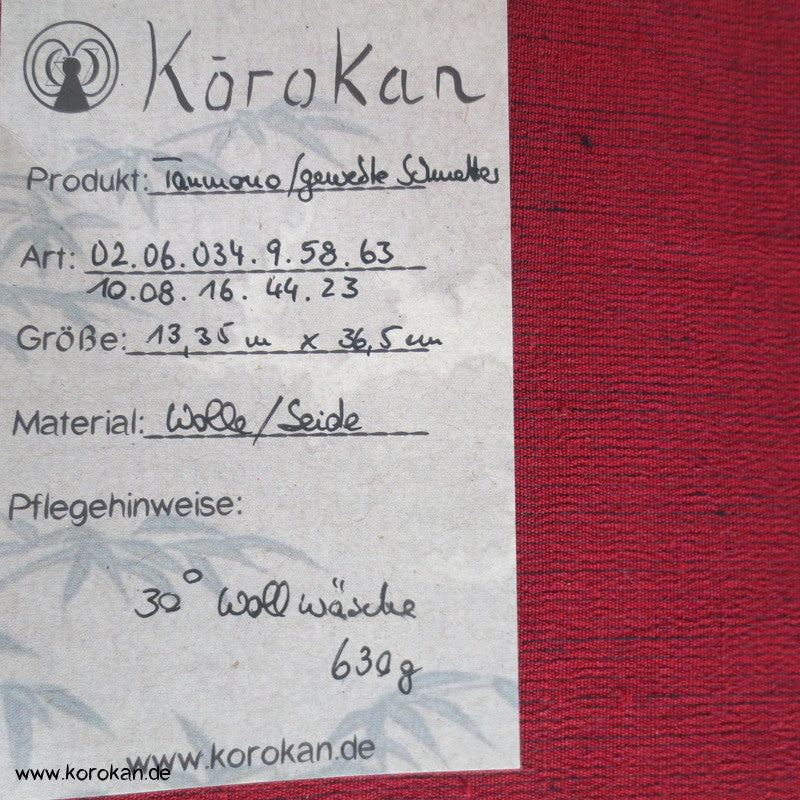 Kōrokan
Produkt: Tanmono/gewebte Schmetter
Art: 02.06.034.9.58.63
10.08.16.44.23
Größe: 13,35 m x 36,5 cm
Material: Wolle/Seide
Pflegehinweise:
30° Wollwäsche
630g
www.korokan.de
www.korokan.de